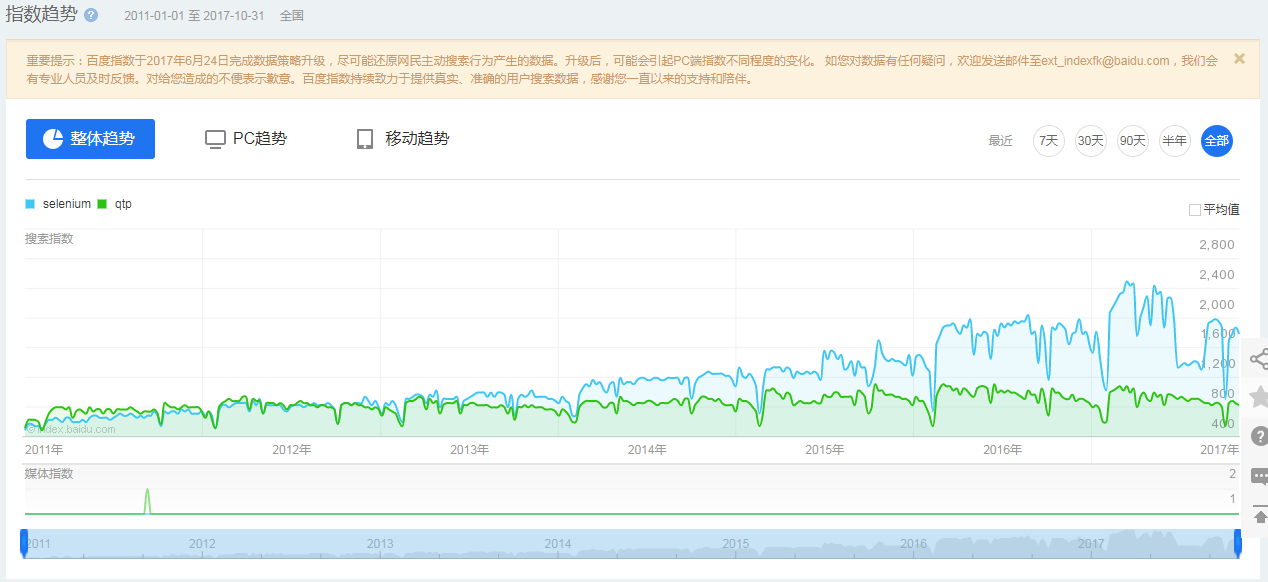 指数趋势 ? 2011-01-01 至 2017-10-31 全国
重要提示：百度指数于2017年6月24日完成数据策略升级，尽可能还原网民主动搜索行为产生的数据。升级后，可能会引起PC端指数不同程度的变化。 如您对数据有任何疑问，欢迎发送邮件至ext_indexfk@baidu.com，我们会
有专业人员及时反馈。对给您造成的不便表示歉意。百度指数持续致力于提供真实、准确的用户搜索数据，感谢您一直以来的支持和陪伴。
整体趋势 PC趋势 移动趋势 最近 7天 30天 90天 半年 全部
selenium qtp
平均值
搜索指数
2,800
2,400
2,000
1,600
1,200
800
400
©index.baidu.com
2011年 2012年 2013年 2014年 2015年 2016年 2017年
媒体指数
2
1
2011 2012 2013 2014 2015 2016 2017